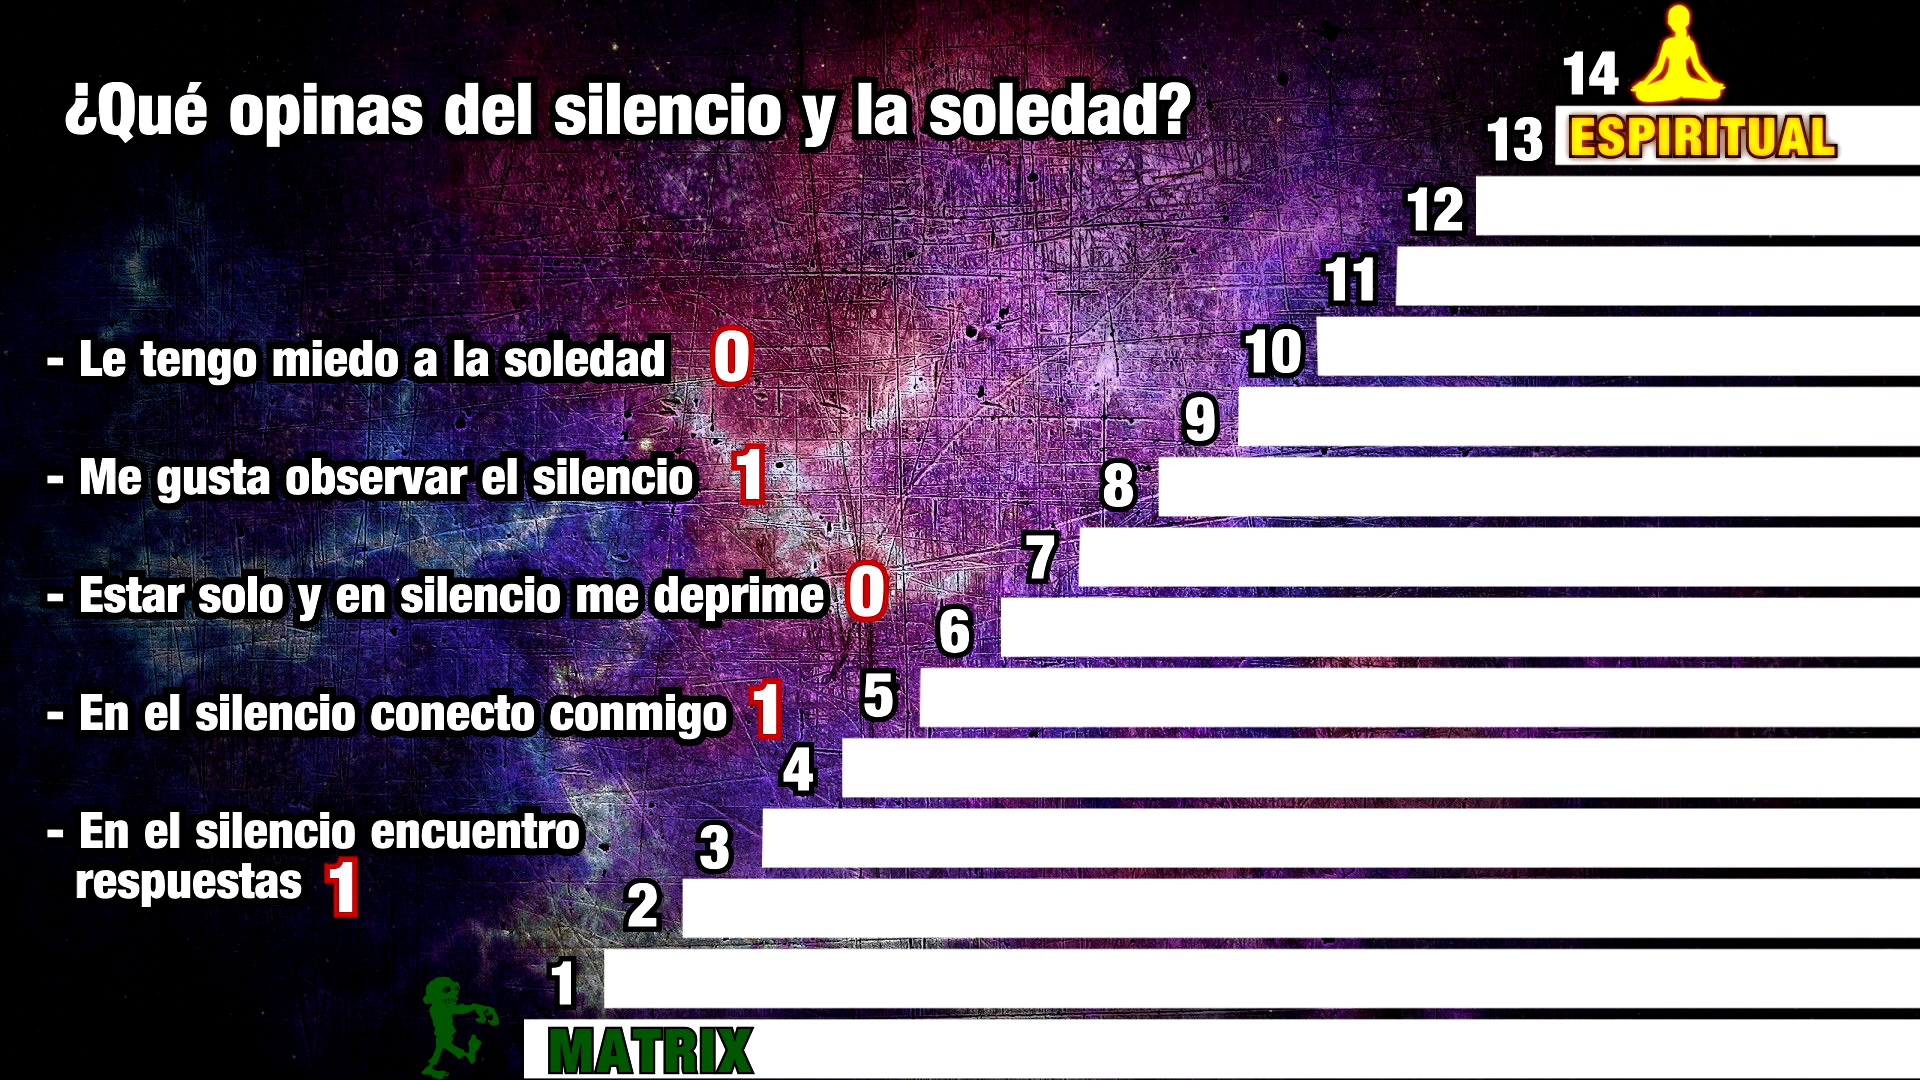 ¿Qué opinas del silencio y la soledad?
- Le tengo miedo a la soledad 0
- Me gusta observar el silencio 1
- Estar solo y en silencio me deprime 0
- En el silencio conecto conmigo 1
- En el silencio encuentro
respuestas 1
14
13 ESPIRITUAL
12
11
10
9
8
7
6
5
4
3
2
1
MATRIX